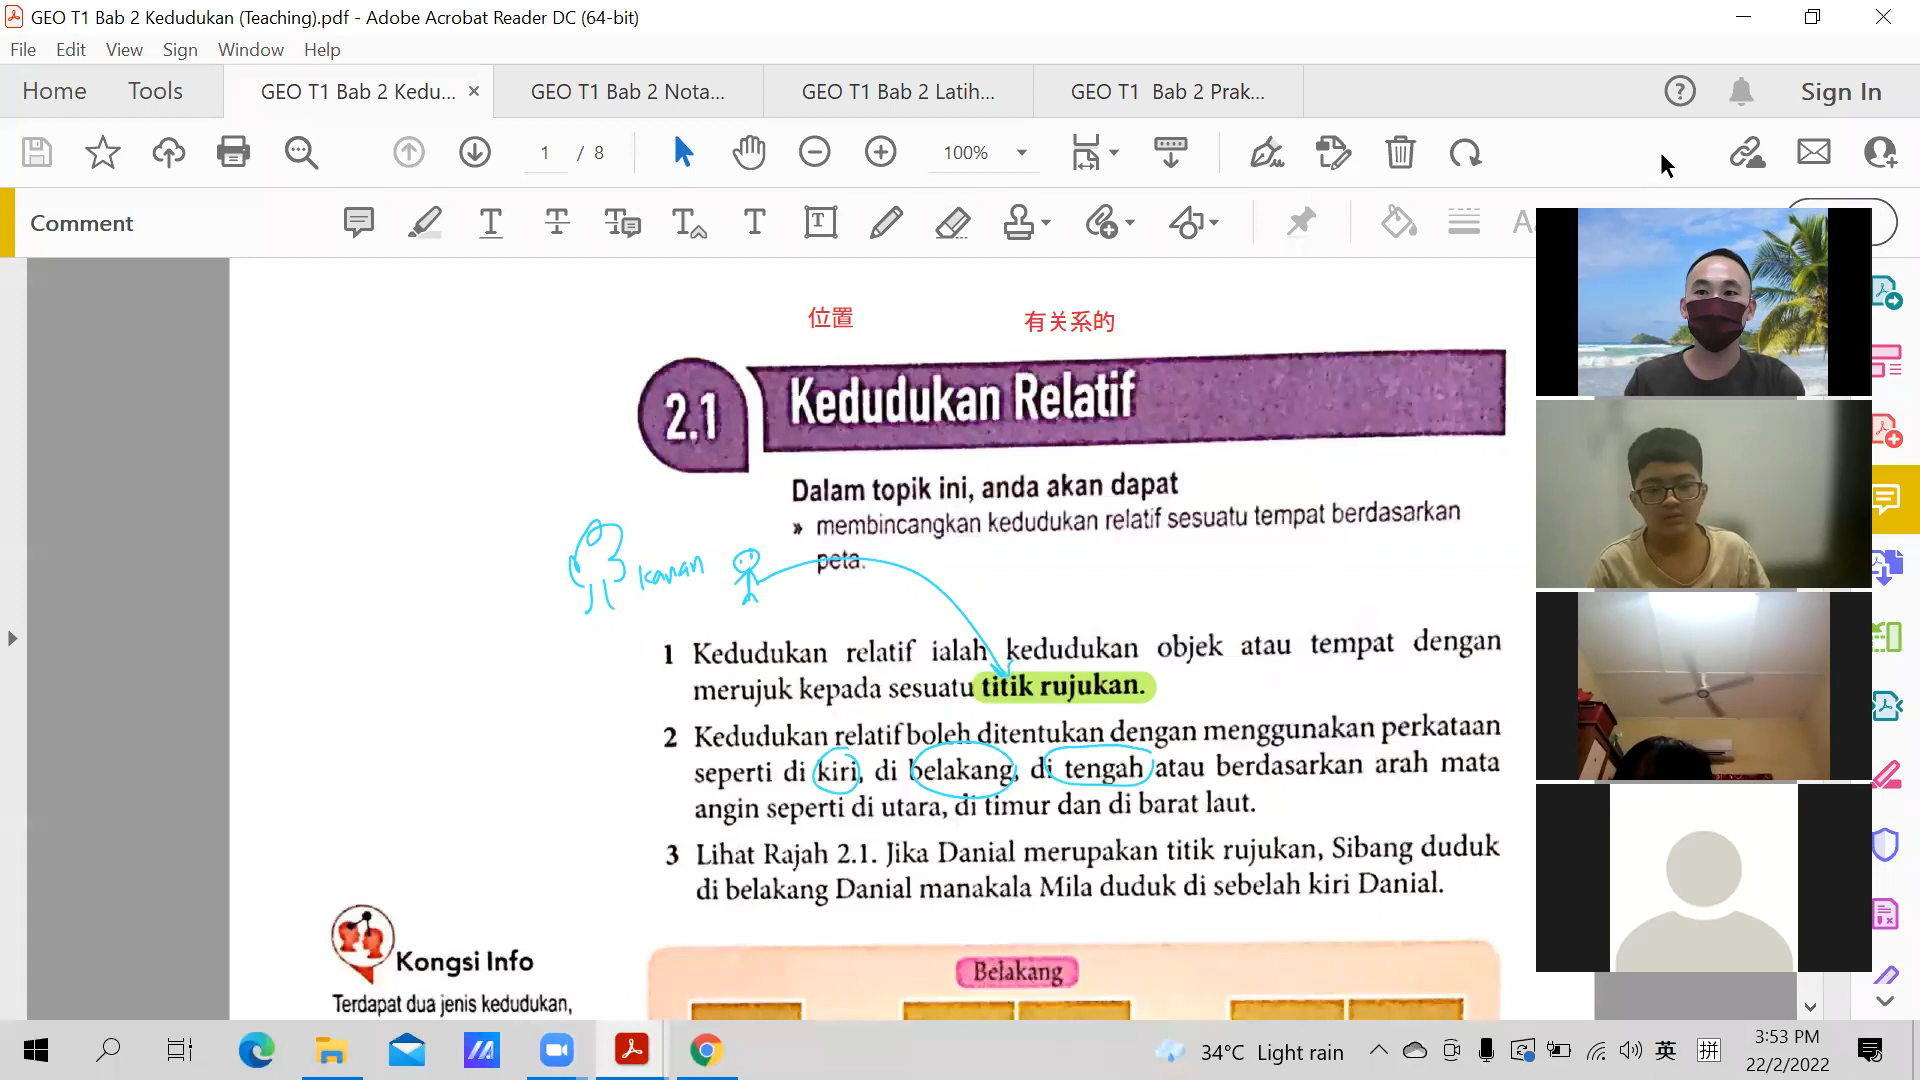 GEO T1 Bab 2 Kedudukan (Teaching).pdf - Adobe Acrobat Reader DC (64-bit)
File Edit View Sign Window Help
Home Tools GEO T1 Bab 2 Kedu... × GEO T1 Bab 2 Nota... GEO T1 Bab 2 Latih... GEO T1 Bab 2 Prak... Sign In
1 / 8 100%
Comment
位置 有关系的
2.1 Kedudukan Relatif
Dalam topik ini, anda akan dapat
» membincangkan kedudukan relatif sesuatu tempat berdasarkan
peta.
kanan
1 Kedudukan relatif ialah kedudukan objek atau tempat dengan
merujuk kepada sesuatu titik rujukan.
2 Kedudukan relatif boleh ditentukan dengan menggunakan perkataan
seperti di kiri, di belakang, di tengah atau berdasarkan arah mata
angin seperti di utara, di timur dan di barat laut.
3 Lihat Rajah 2.1. Jika Danial merupakan titik rujukan, Sibang duduk
di belakang Danial manakala Mila duduk di sebelah kiri Danial.
Kongsi Info
Terdapat dua jenis kedudukan,
Belakang
34°C Light rain 英 拼 3:53 PM
22/2/2022